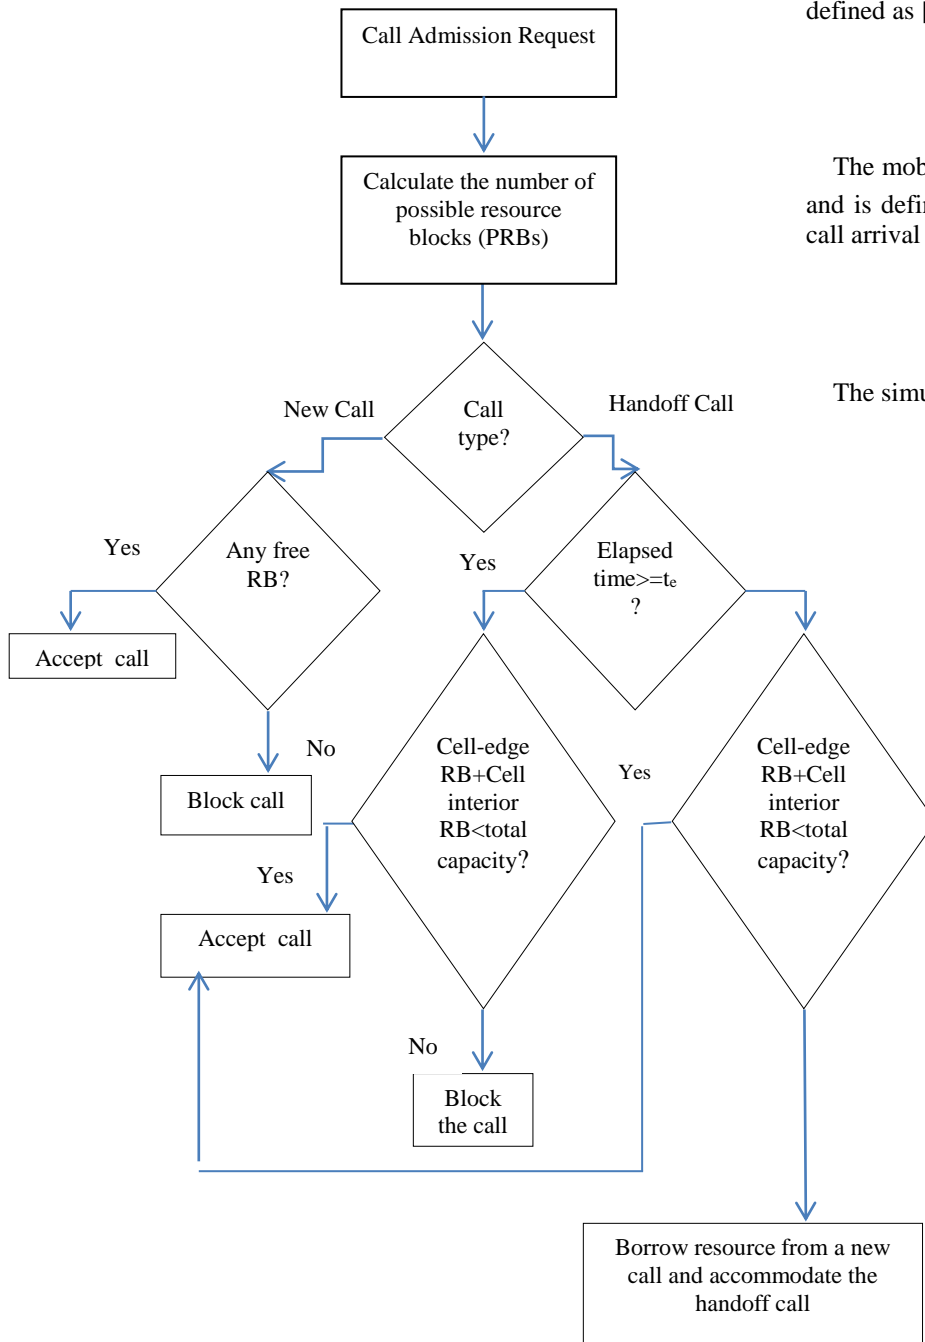 defined as [
Call Admission Request
The mob
and is defin
call arrival
Calculate the number of
possible resource
blocks (PRBs)
The simu
New Call
Call
type?
Handoff Call
Yes
Any free
RB?
Yes
Elapsed
time>=te
?
Accept call
No
Cell-edge
RB+Cell
interior
RB<total
capacity?
Yes
Cell-edge
RB+Cell
interior
RB<total
capacity?
Block call
Yes
Accept call
No
Block
the call
Borrow resource from a new
call and accommodate the
handoff call